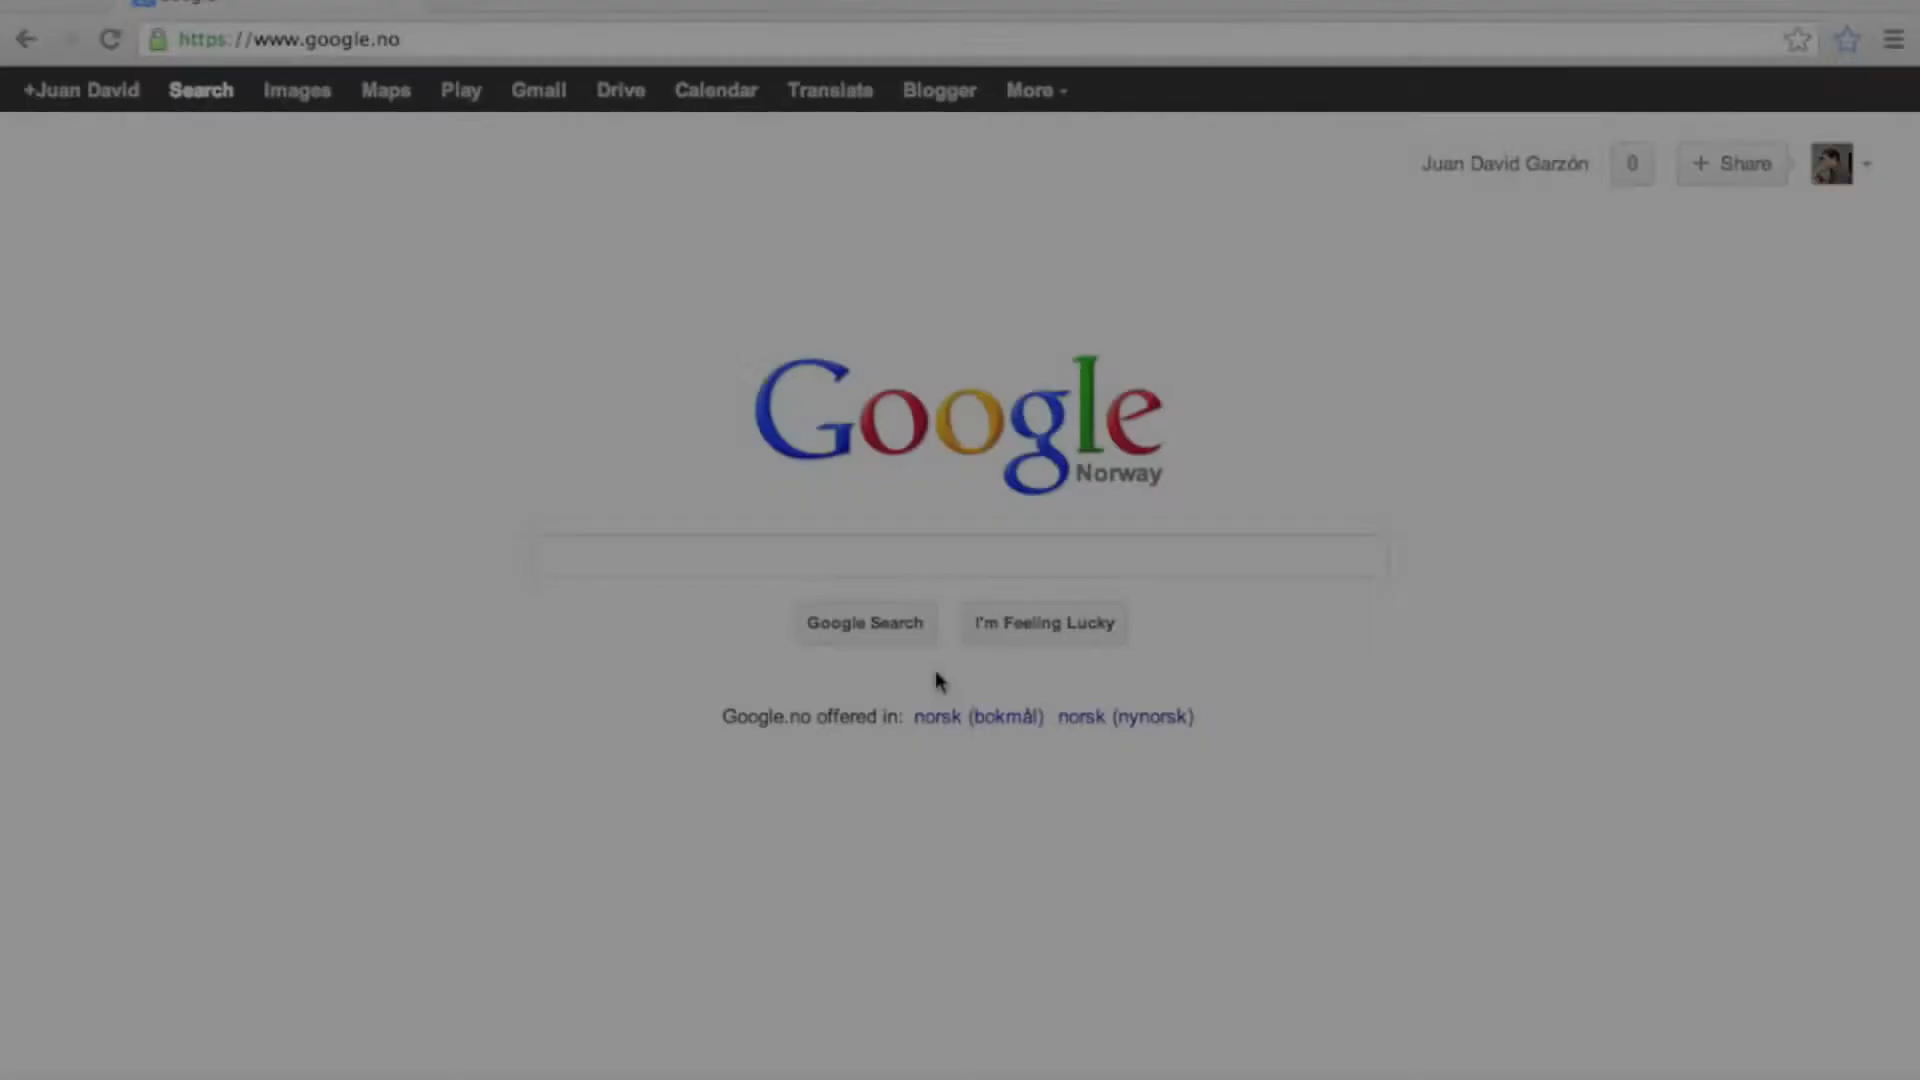 https://www.google.no
+Juan David Search Images Maps Play Gmail Drive Calendar Translate Blogger More
Juan David Garzón 0 + Share
Google
Norway
Google Search I'm Feeling Lucky
Google.no offered in: norsk (bokmål) norsk (nynorsk)